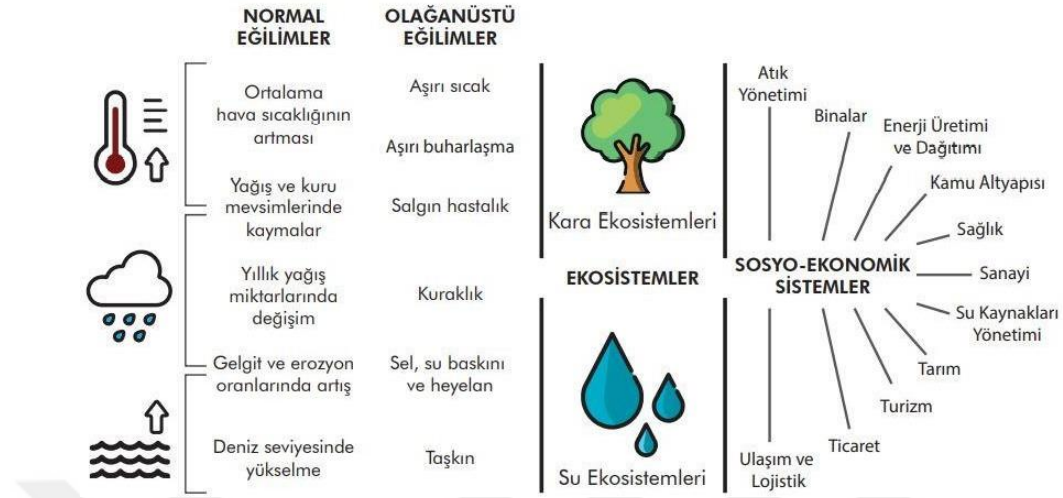 NORMAL
EĞİLİMLER
Ortalama
hava sıcaklığının
artması
Yağış ve kuru
mevsimlerinde
kaymalar
Yıllık yağış
miktarlarında
değişim
Gelgit ve erozyon
oranlarında artış
Deniz seviyesinde
yükselme
OLAĞANÜSTÜ
EĞİLİMLER
Aşırı sıcak
Aşırı buharlaşma
Salgın hastalık
Kuraklık
Sel, su baskını
ve heyelan
Taşkın
Kara Ekosistemleri
EKOSİSTEMLER
Su Ekosistemleri
SOSYO-EKONOMİK
SİSTEMLER
Atık
Yönetimi
Binalar
Enerji Üretimi
ve Dağıtımı
Kamu Altyapısı
Sağlık
Sanayi
Su Kaynakları
Yönetimi
Tarım
Turizm
Ticaret
Ulaşım ve
Lojistik